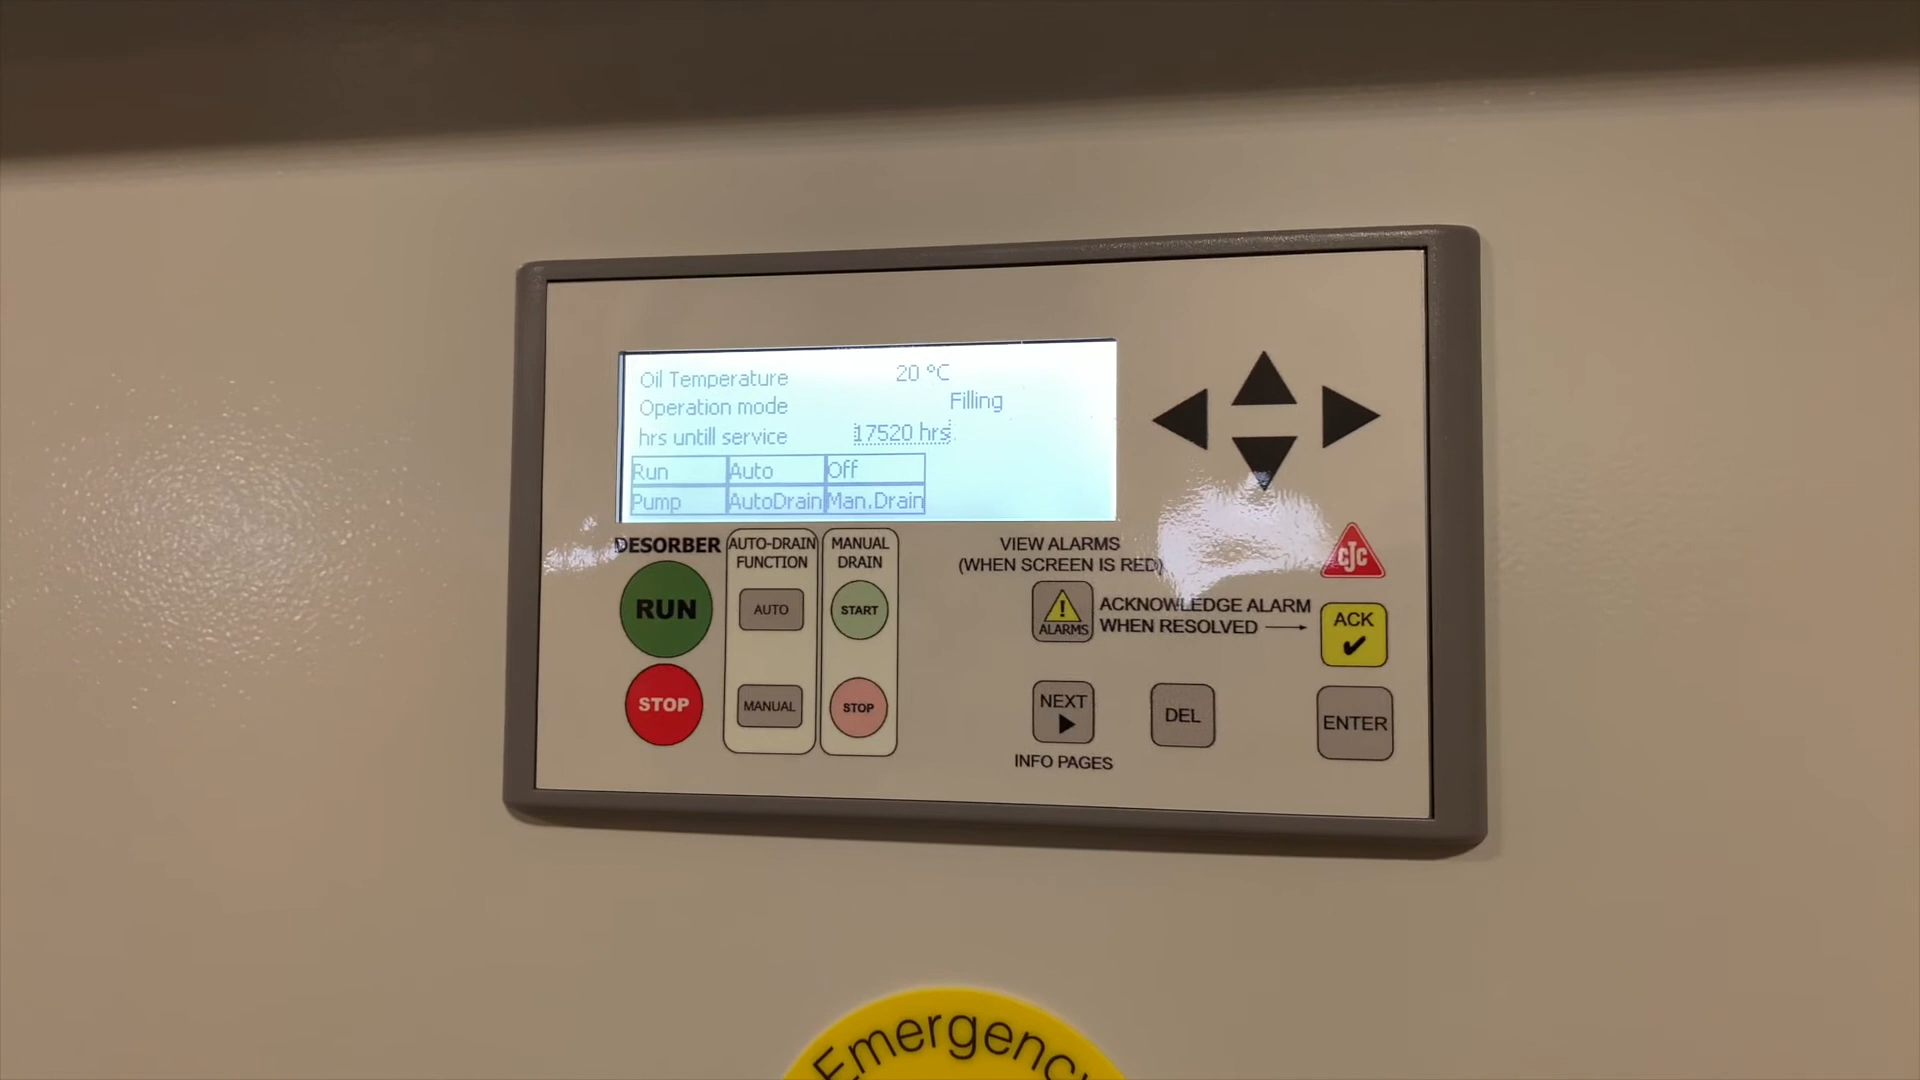 Oil Temperature 20 °C
Operation mode Filling
hrs untill service 17520 hrs
Run Auto Off
Pump AutoDrain Man.Drain
DESORBER
RUN
STOP
AUTO-DRAIN
FUNCTION
AUTO
MANUAL
MANUAL
DRAIN
START
STOP
VIEW ALARMS
(WHEN SCREEN IS RED)
!
ALARMS
ACKNOWLEDGE ALARM
WHEN RESOLVED
CJC
ACK
NEXT
INFO PAGES
DEL
ENTER
Emergency